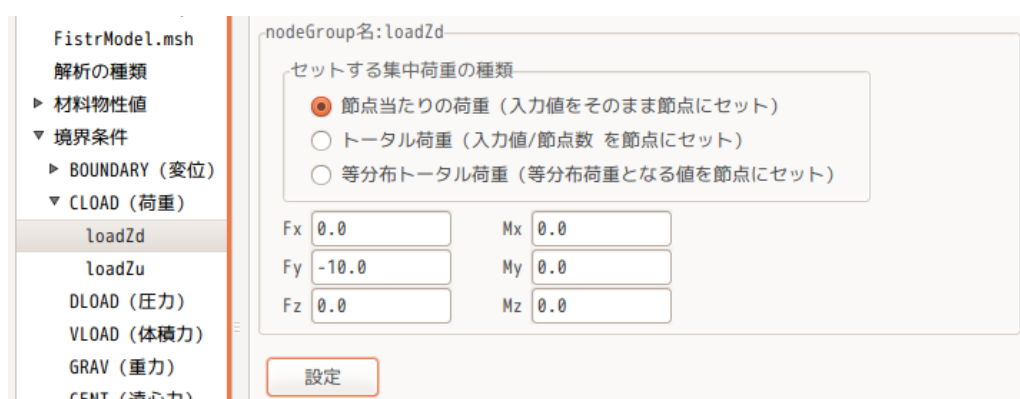 FistrModel.msh
解析の種類
材料物性値
境界条件
BOUNDARY (変位)
CLOAD (荷重)
loadZd
loadZu
DLOAD (圧力)
VLOAD (体積力)
GRAV (重力)
nodeGroup名:loadZd
セットする集中荷重の種類
節点当たりの荷重 (入力値をそのまま節点にセット)
トータル荷重 (入力値/節点数 を節点にセット)
等分布トータル荷重 (等分布荷重となる値を節点にセット)
Fx 0.0 Mx 0.0
Fy -10.0 My 0.0
Fz 0.0 Mz 0.0
設定